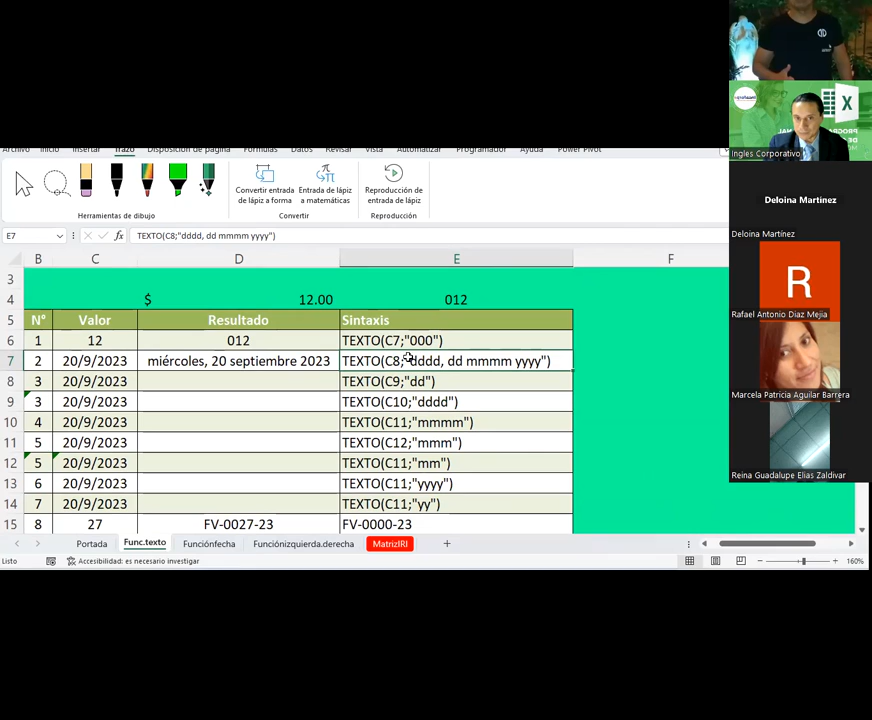 Archivo Inicio Insertar Trazo Disposición de página Fórmulas Datos Revisar Vista Automatizar Programador Ayuda Power Pivot
Convertir entrada de lápiz a forma
Entrada de lápiz a matemáticas
Reproducción de entrada de lápiz
Herramientas de dibujo
Convertir
Reproducción
E7
fx
TEXTO(C8;"dddd, dd mmmm yyyy")
B C D E F
3
4 $ 12.00 012
5 N° Valor Resultado Sintaxis
6 1 12 012 TEXTO(C7;"000")
7 2 20/9/2023 miércoles, 20 septiembre 2023 TEXTO(C8;"dddd, dd mmmm yyyy")
8 3 20/9/2023 TEXTO(C9;"dd")
9 3 20/9/2023 TEXTO(C10;"dddd")
10 4 20/9/2023 TEXTO(C11;"mmmm")
11 5 20/9/2023 TEXTO(C12;"mmm")
12 5 20/9/2023 TEXTO(C11;"mm")
13 6 20/9/2023 TEXTO(C11;"yyyy")
14 7 20/9/2023 TEXTO(C11;"yy")
15 8 27 FV-0027-23 FV-0000-23
Portada Func.texto Funciónfecha Funciónizquierda.derecha MatrizIRI +
Listo
Accesibilidad: es necesario investigar
160%
X
Ingles Corporativo
Deloina Martinez
Deloina Martínez
R
Rafael Antonio Diaz Mejia
Marcela Patricia Aguilar Barrera
Reina Guadalupe Elias Zaldivar